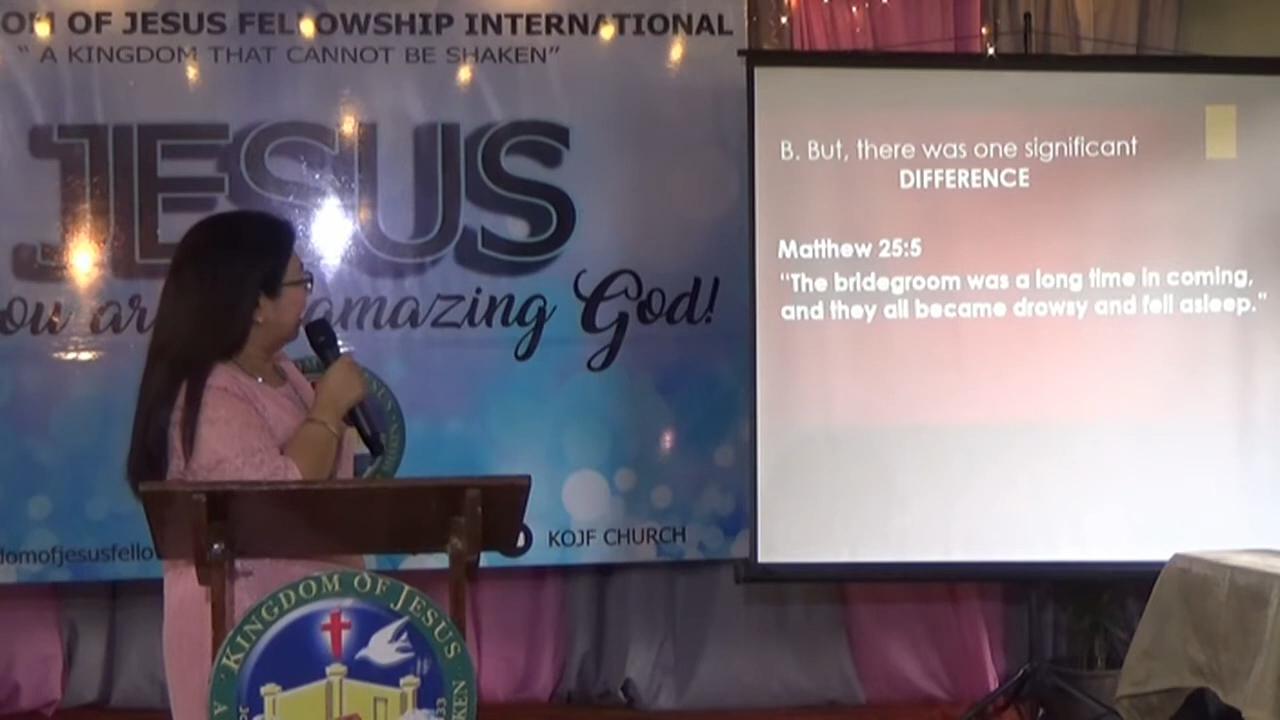 OM OF JESUS FELLOWSHIP INTERNATIONAL
“ A KINGDOM THAT CANNOT BE SHAKEN”
JESUS
ou ar amazing God!
domofjesusfello
KOJF CHURCH
B. But, there was one significant
DIFFERENCE
Matthew 25:5
“The bridegroom was a long time in coming,
and they all became drowsy and fell asleep.”
KINGDOM OF JESUS